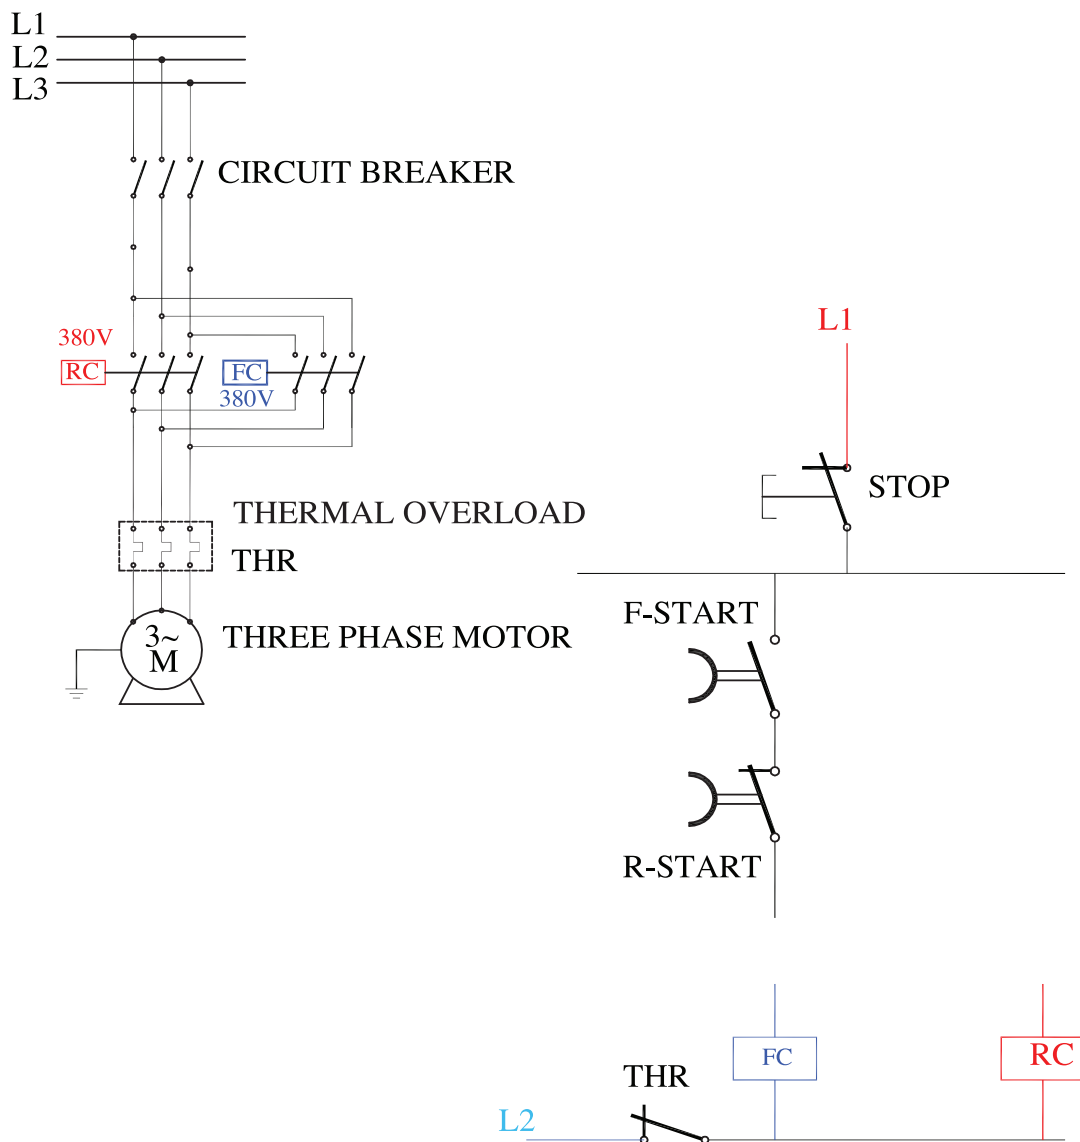 L1
L2
L3
CIRCUIT BREAKER
380V
RC
FC
380V
THERMAL OVERLOAD
THR
THREE PHASE MOTOR
3~
M
L1
STOP
F-START
R-START
FC
RC
THR
L2